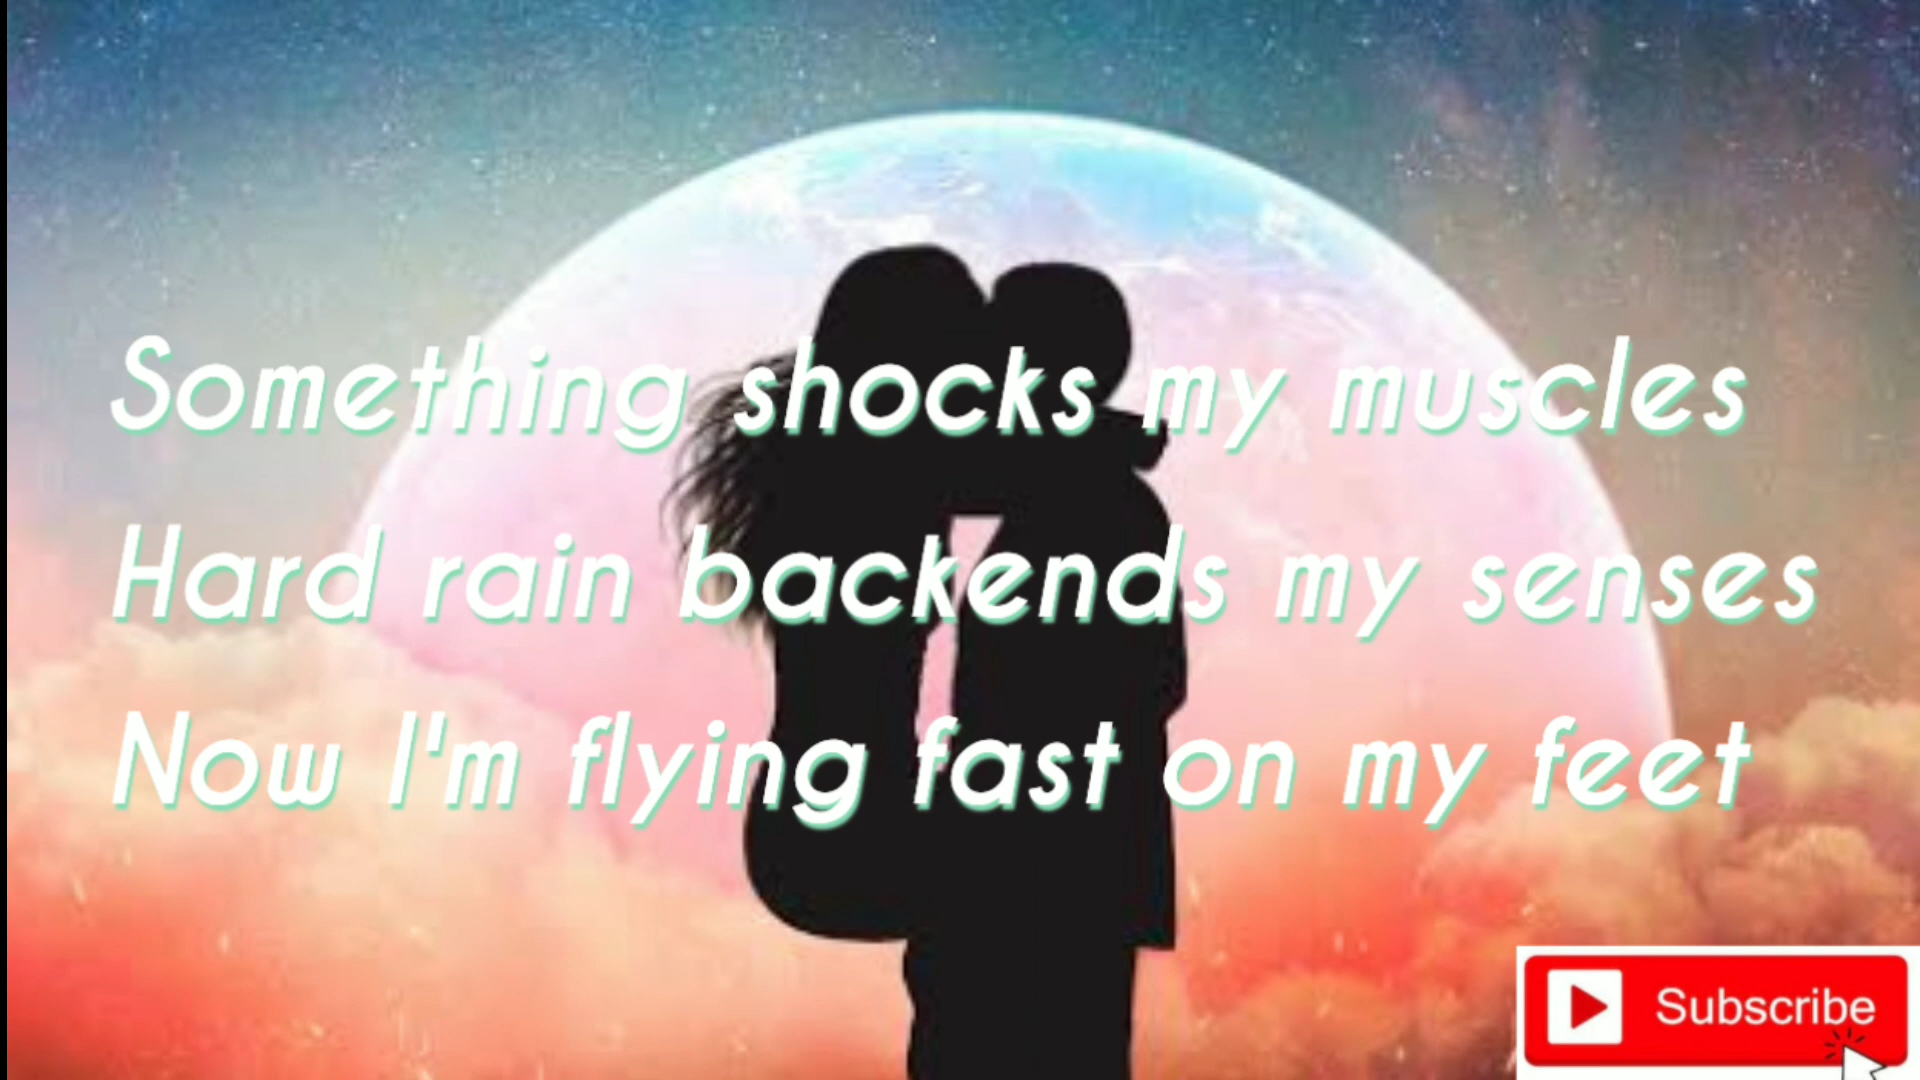 Something shocks my muscles
Hard rain backends my senses
Now I'm flying fast on my feet
Subscribe